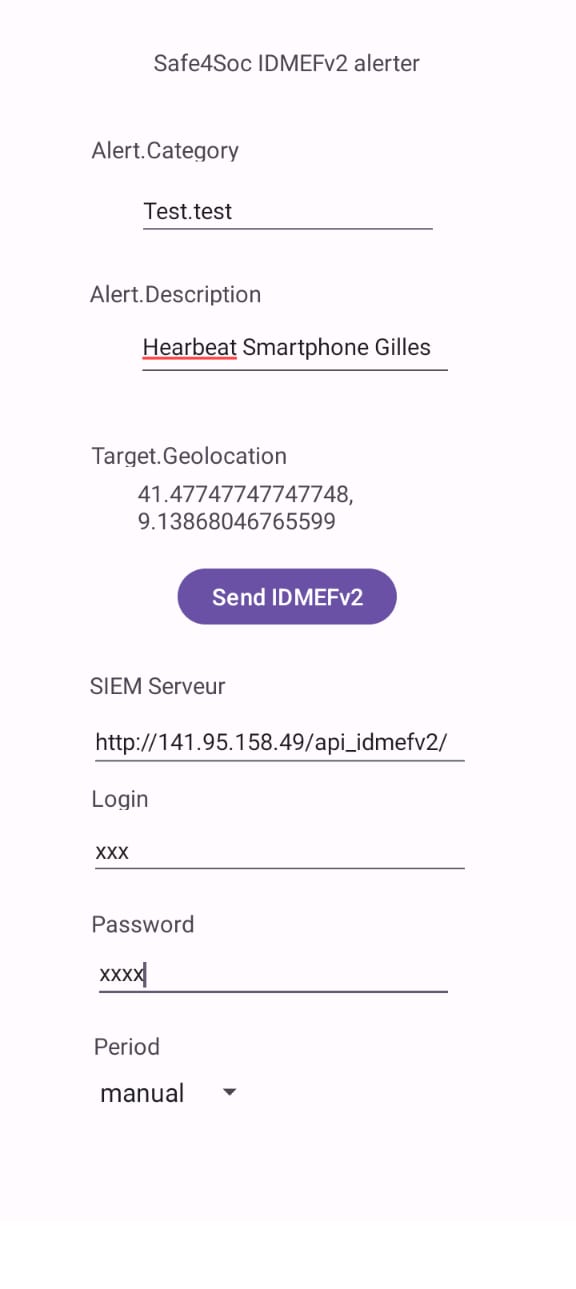 Safe4Soc IDMEFv2 alerter
Alert.Category
Test.test
Alert.Description
Hearbeat Smartphone Gilles
Target.Geolocation
41.47747747747748,
9.13868046765599
Send IDMEFv2
SIEM Serveur
http://141.95.158.49/api_idmefv2/
Login
xxx
Password
xxxx
Period
manual